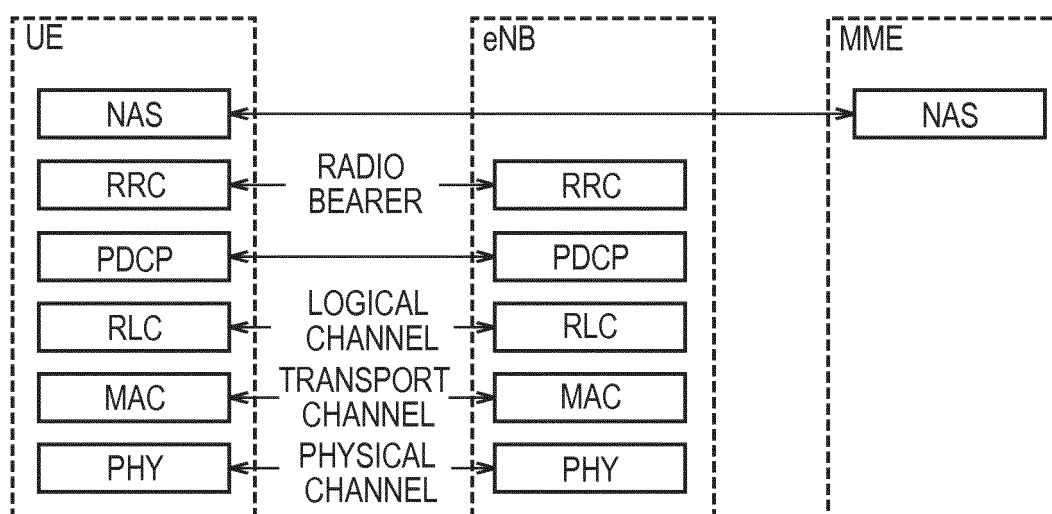 UE
eNB
MME
NAS
NAS
RRC
RADIO
BEARER
RRC
PDCP
PDCP
RLC
LOGICAL
CHANNEL
RLC
MAC
TRANSPORT
CHANNEL
MAC
PHY
PHYSICAL
CHANNEL
PHY